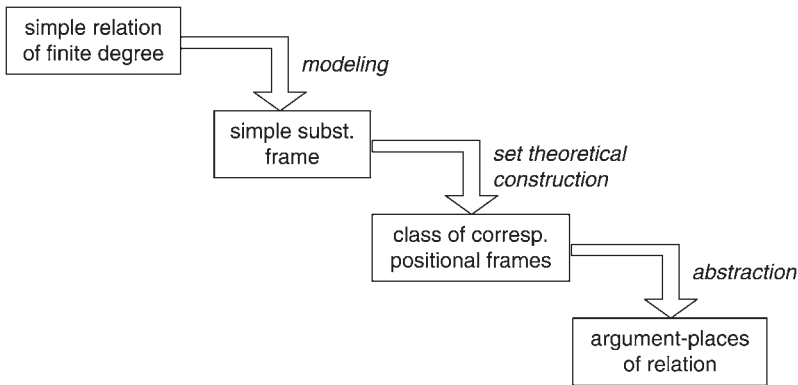 simple relation
of finite degree
modeling
simple subst.
frame
set theoretical
construction
class of corresp.
positional frames
abstraction
argument-places
of relation